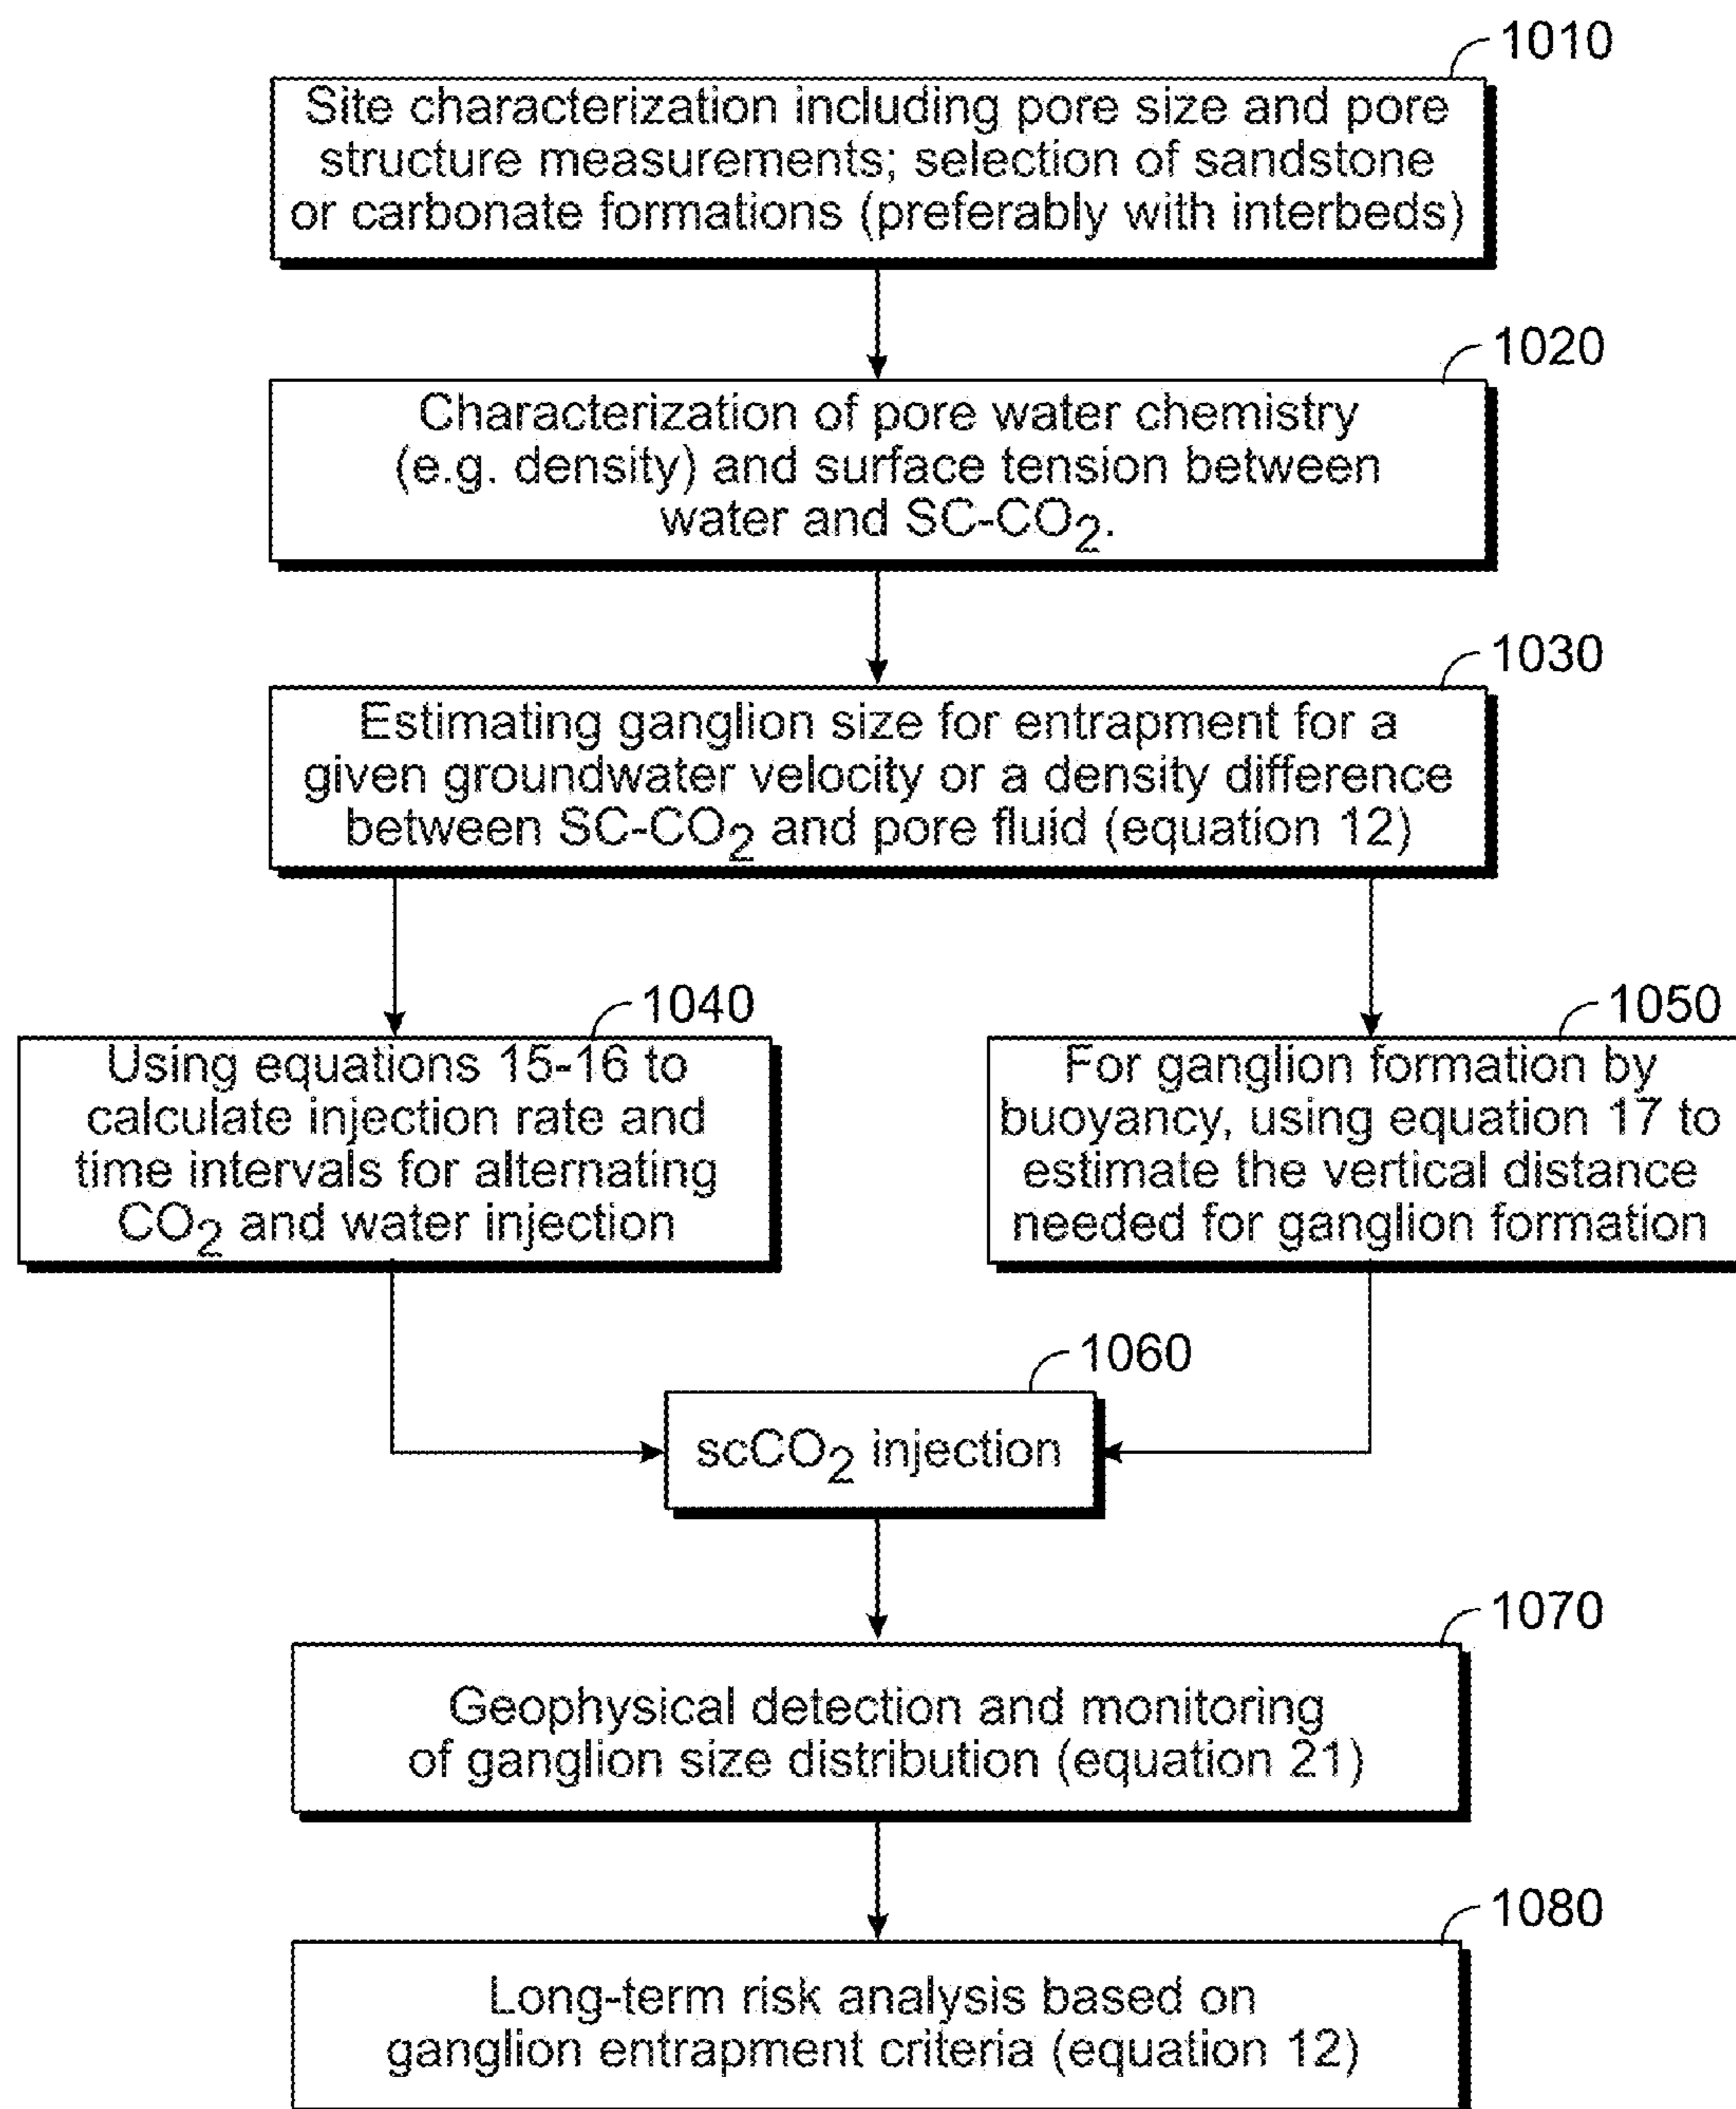 1010
Site characterization including pore size and pore
structure measurements; selection of sandstone
or carbonate formations (preferably with interbeds)
1020
Characterization of pore water chemistry
(e.g. density) and surface tension between
water and SC-CO₂.
1030
Estimating ganglion size for entrapment for a
given groundwater velocity or a density difference
between SC-CO₂ and pore fluid (equation 12)
1040
Using equations 15-16 to
calculate injection rate and
time intervals for alternating
CO₂ and water injection
1050
For ganglion formation by
buoyancy, using equation 17 to
estimate the vertical distance
needed for ganglion formation
1060
scCO₂ injection
1070
Geophysical detection and monitoring
of ganglion size distribution (equation 21)
1080
Long-term risk analysis based on
ganglion entrapment criteria (equation 12)